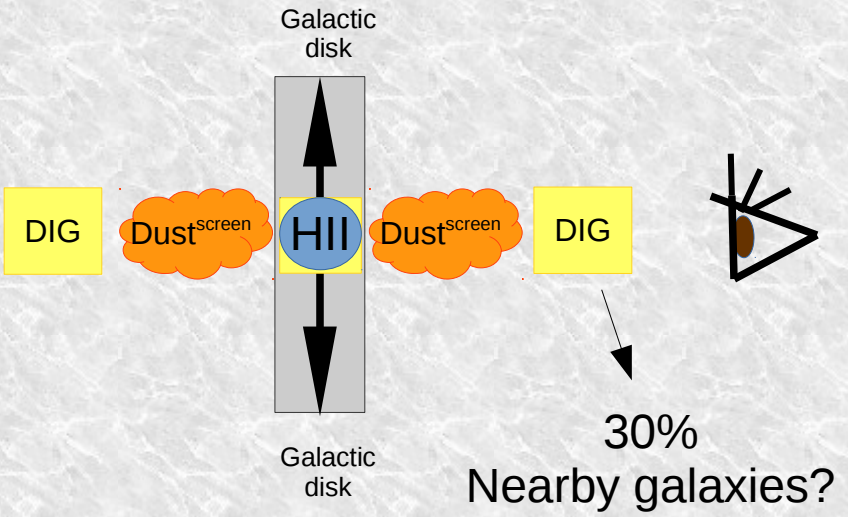 Galactic
disk
DIG
Dustscreen
HII
Dustscreen
DIG
30%
Nearby galaxies?
Galactic
disk